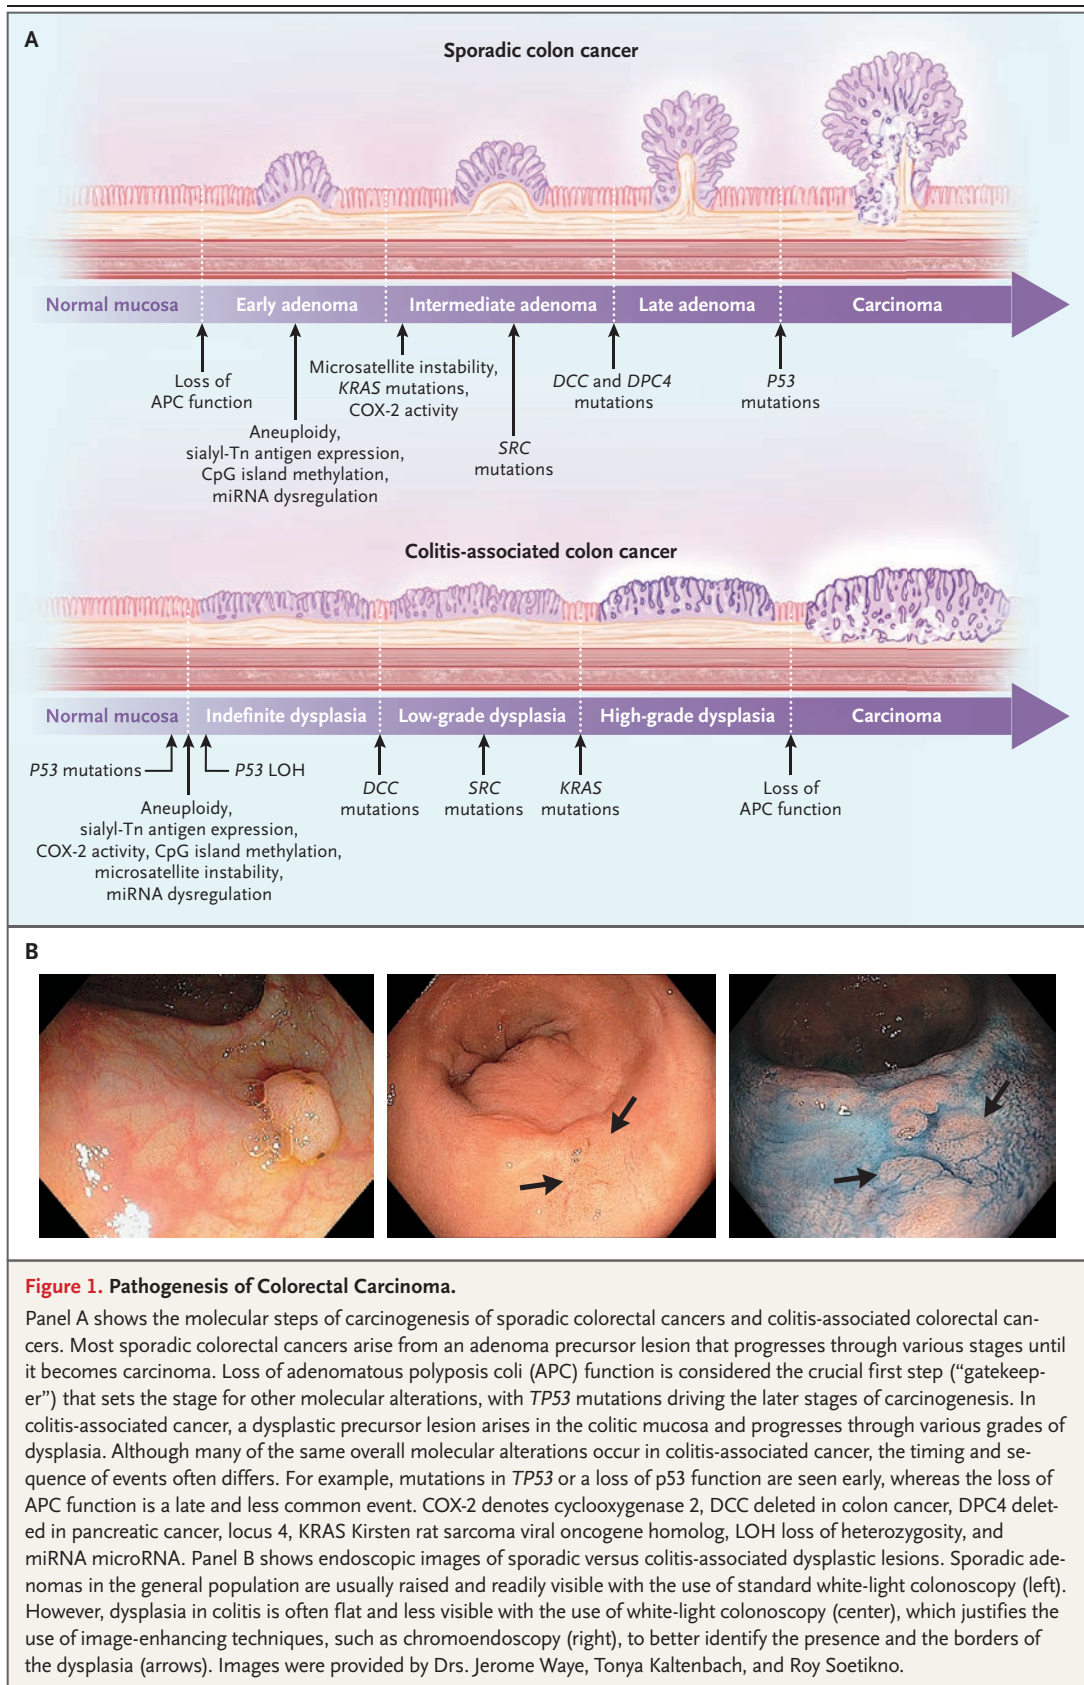 A
Sporadic colon cancer
Normal mucosa
Early adenoma
Intermediate adenoma
Late adenoma
Carcinoma
Loss of
APC function
Aneuploidy,
sialyl-Tn antigen expression,
CpG island methylation,
miRNA dysregulation
Microsatellite instability,
KRAS mutations,
COX-2 activity
SRC
mutations
DCC and DPC4
mutations
P53
mutations
Colitis-associated colon cancer
Normal mucosa
Indefinite dysplasia
Low-grade dysplasia
High-grade dysplasia
Carcinoma
P53 mutations
P53 LOH
Aneuploidy,
sialyl-Tn antigen expression,
COX-2 activity, CpG island methylation,
microsatellite instability,
miRNA dysregulation
DCC
mutations
SRC
mutations
KRAS
mutations
Loss of
APC function
B
Figure 1. Pathogenesis of Colorectal Carcinoma.
Panel A shows the molecular steps of carcinogenesis of sporadic colorectal cancers and colitis-associated colorectal can-
cers. Most sporadic colorectal cancers arise from an adenoma precursor lesion that progresses through various stages until
it becomes carcinoma. Loss of adenomatous polyposis coli (APC) function is considered the crucial first step (“gatekeep-
er”) that sets the stage for other molecular alterations, with TP53 mutations driving the later stages of carcinogenesis. In
colitis-associated cancer, a dysplastic precursor lesion arises in the colitic mucosa and progresses through various grades of
dysplasia. Although many of the same overall molecular alterations occur in colitis-associated cancer, the timing and se-
quence of events often differs. For example, mutations in TP53 or a loss of p53 function are seen early, whereas the loss of
APC function is a late and less common event. COX-2 denotes cyclooxygenase 2, DCC deleted in colon cancer, DPC4 delet-
ed in pancreatic cancer, locus 4, KRAS Kirsten rat sarcoma viral oncogene homolog, LOH loss of heterozygosity, and
miRNA microRNA. Panel B shows endoscopic images of sporadic versus colitis-associated dysplastic lesions. Sporadic ade-
nomas in the general population are usually raised and readily visible with the use of standard white-light colonoscopy (left).
However, dysplasia in colitis is often flat and less visible with the use of white-light colonoscopy (center), which justifies the
use of image-enhancing techniques, such as chromoendoscopy (right), to better identify the presence and the borders of
the dysplasia (arrows). Images were provided by Drs. Jerome Waye, Tonya Kaltenbach, and Roy Soetikno.